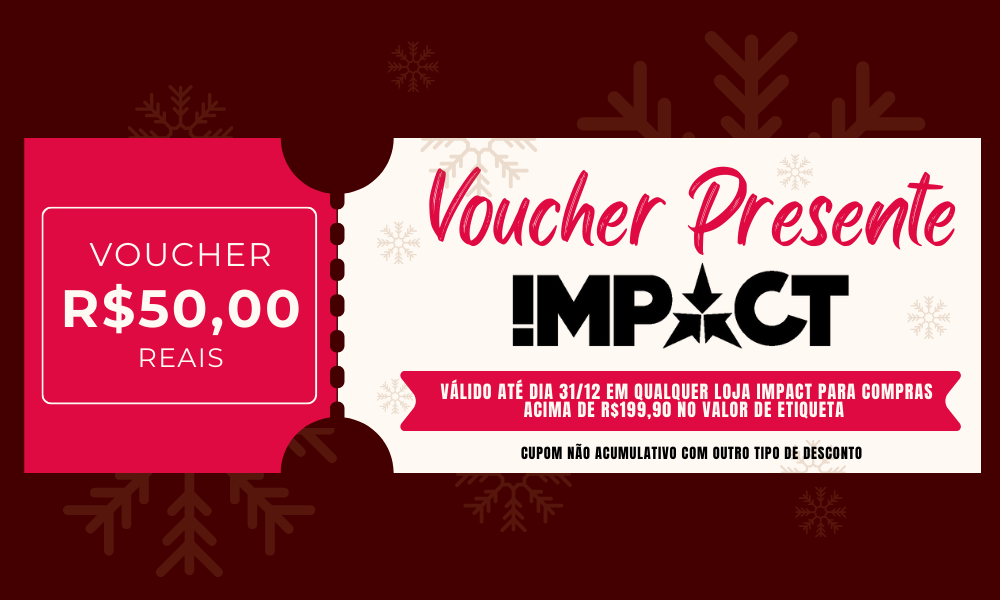 VOUCHER
R$50,00
REAIS
Voucher Presente
!MPACT
VÁLIDO ATÉ DIA 31/12 EM QUALQUER LOJA IMPACT PARA COMPRAS
ACIMA DE R$199,90 NO VALOR DE ETIQUETA
CUPOM NÃO ACUMULATIVO COM OUTRO TIPO DE DESCONTO